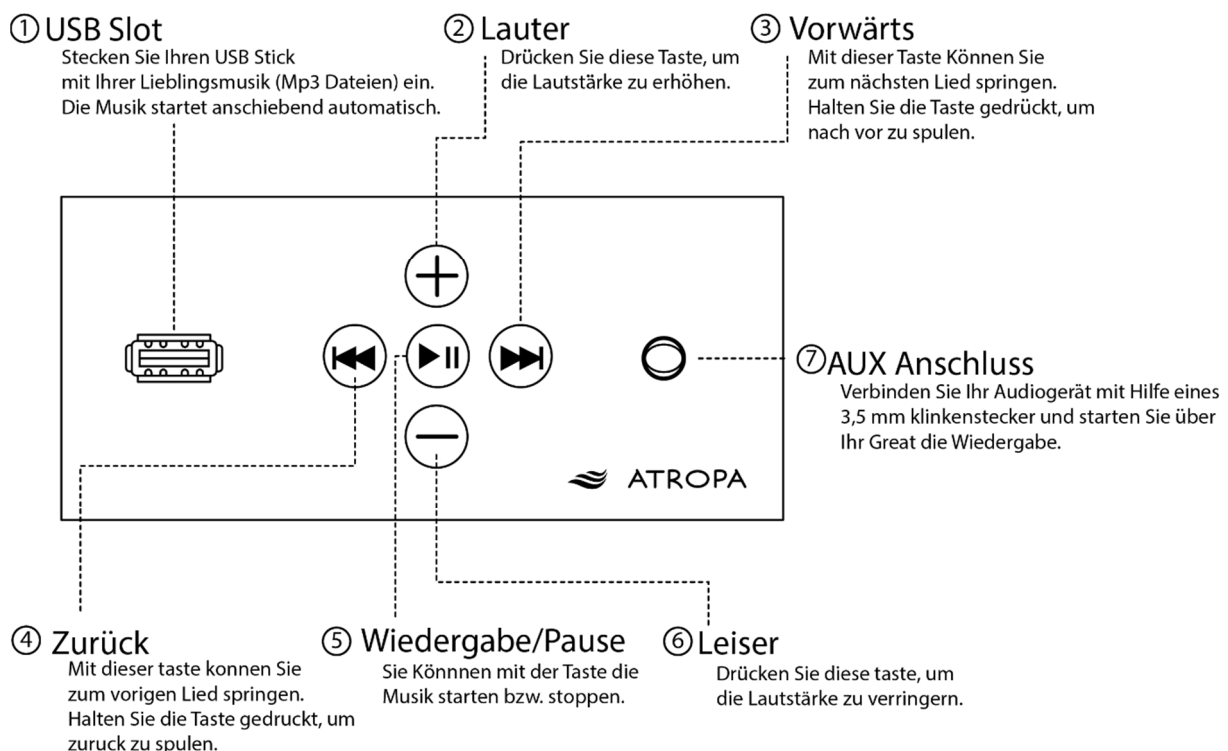 ① USB Slot
Stecken Sie Ihren USB Stick
mit Ihrer Lieblingsmusik (Mp3 Dateien) ein.
Die Musik startet anschiebend automatisch.
② Lauter
Drücken Sie diese Taste, um
die Lautstärke zu erhöhen.
③ Vorwärts
Mit dieser Taste Können Sie
zum nächsten Lied springen.
Halten Sie die Taste gedrückt, um
nach vor zu spulen.
⑦ AUX Anschluss
Verbinden Sie Ihr Audiogerät mit Hilfe eines
3,5 mm klinkenstecker und starten Sie über
Ihr Great die Wiedergabe.
ATROPA
④ Zurück
Mit dieser taste konnen Sie
zum vorigen Lied springen.
Halten Sie die Taste gedruckt, um
zuruck zu spulen.
⑤ Wiedergabe/Pause
Sie Könnnen mit der Taste die
Musik starten bzw. stoppen.
⑥ Leiser
Drücken Sie diese taste, um
die Lautstärke zu verringern.